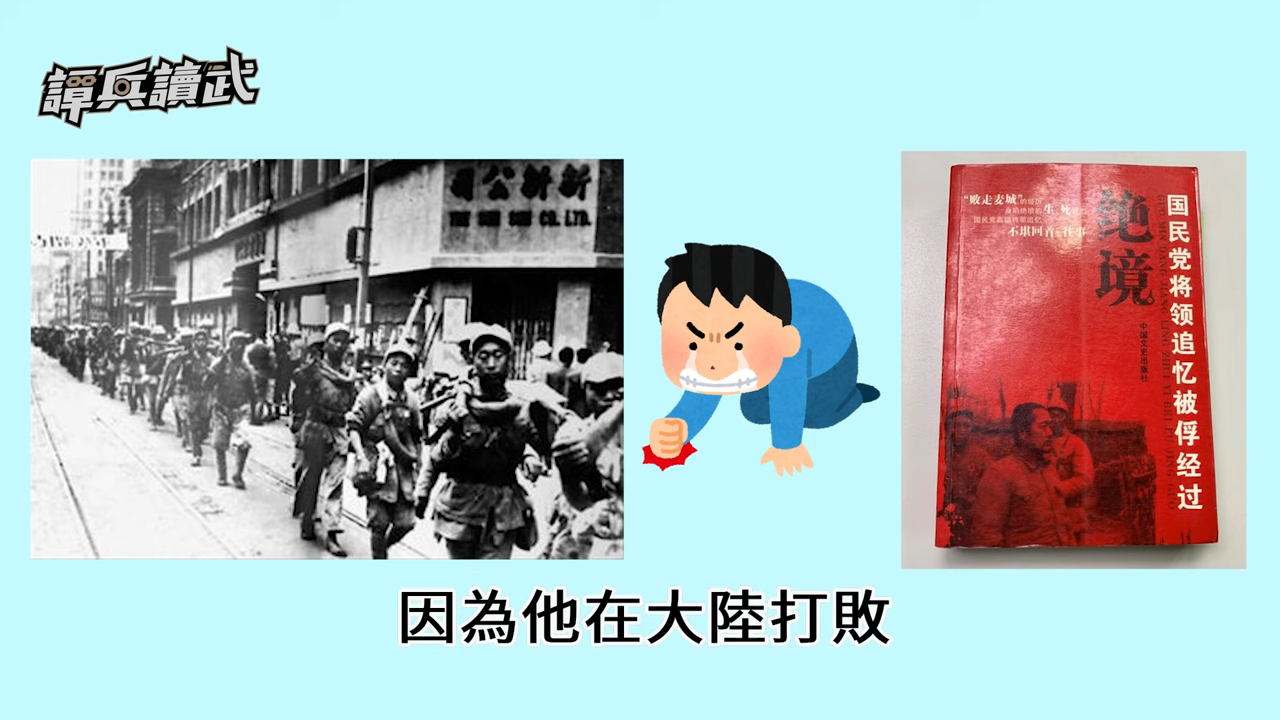 譚兵讀武
新新公司
THE SUN SUN CO. LTD.
“败走麦城”的留
生 死
不堪回首 往事
绝境
国民党将领追忆被俘经过
中国文史出版社
因為他在大陸打敗